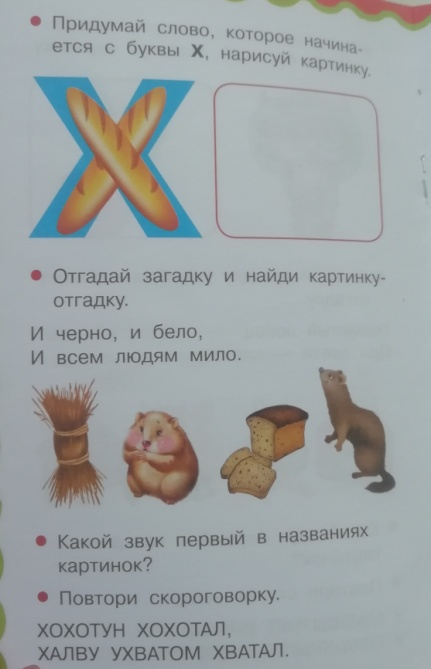 Придумай слово, которое начина-
ется с буквы Х, нарисуй картинку.
Х
Отгадай загадку и найди картинку-
отгадку.
И черно, и бело,
И всем людям мило.
Какой звук первый в названиях
картинок?
Повтори скороговорку.
ХОХОТУН ХОХОТАЛ,
ХАЛВУ УХВАТОМ ХВАТАЛ.